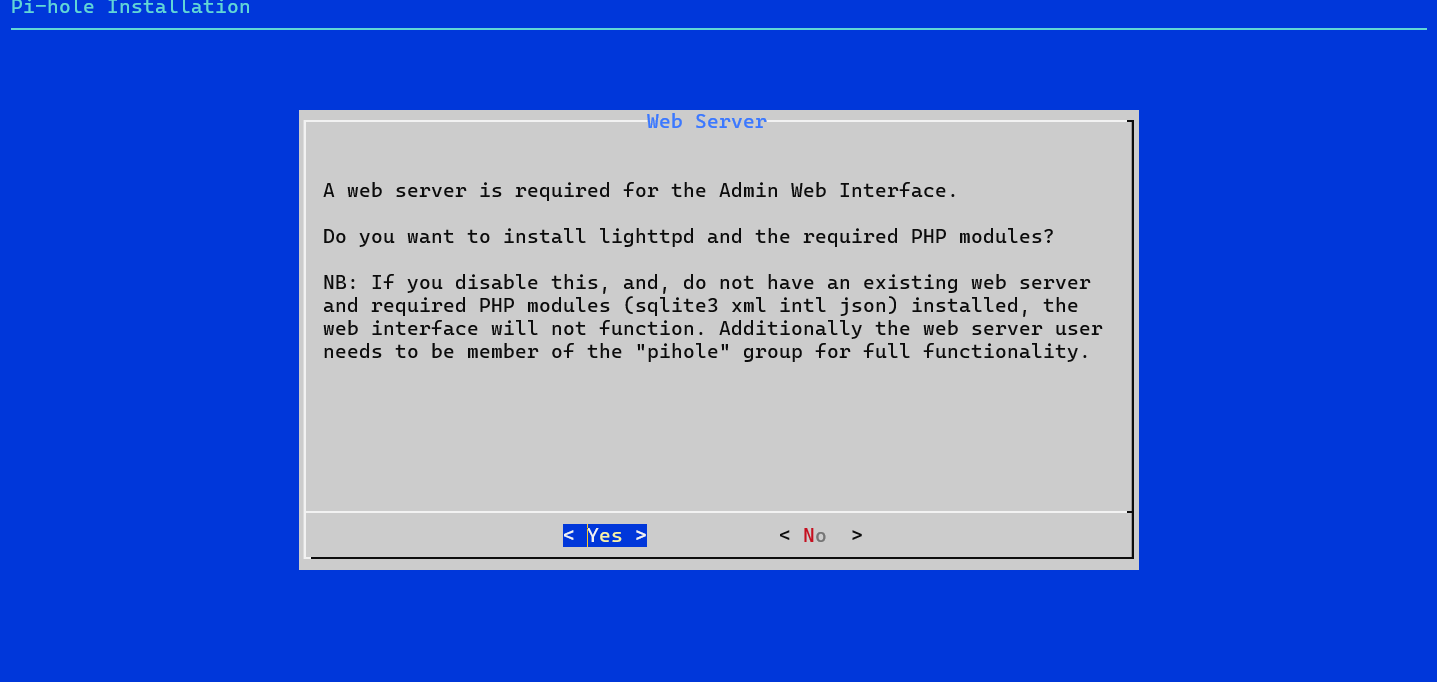 Pi-hole Installation
Web Server
A web server is required for the Admin Web Interface.
Do you want to install lighttpd and the required PHP modules?
NB: If you disable this, and, do not have an existing web server
and required PHP modules (sqlite3 xml intl json) installed, the
web interface will not function. Additionally the web server user
needs to be member of the "pihole" group for full functionality.
< Yes > < No >